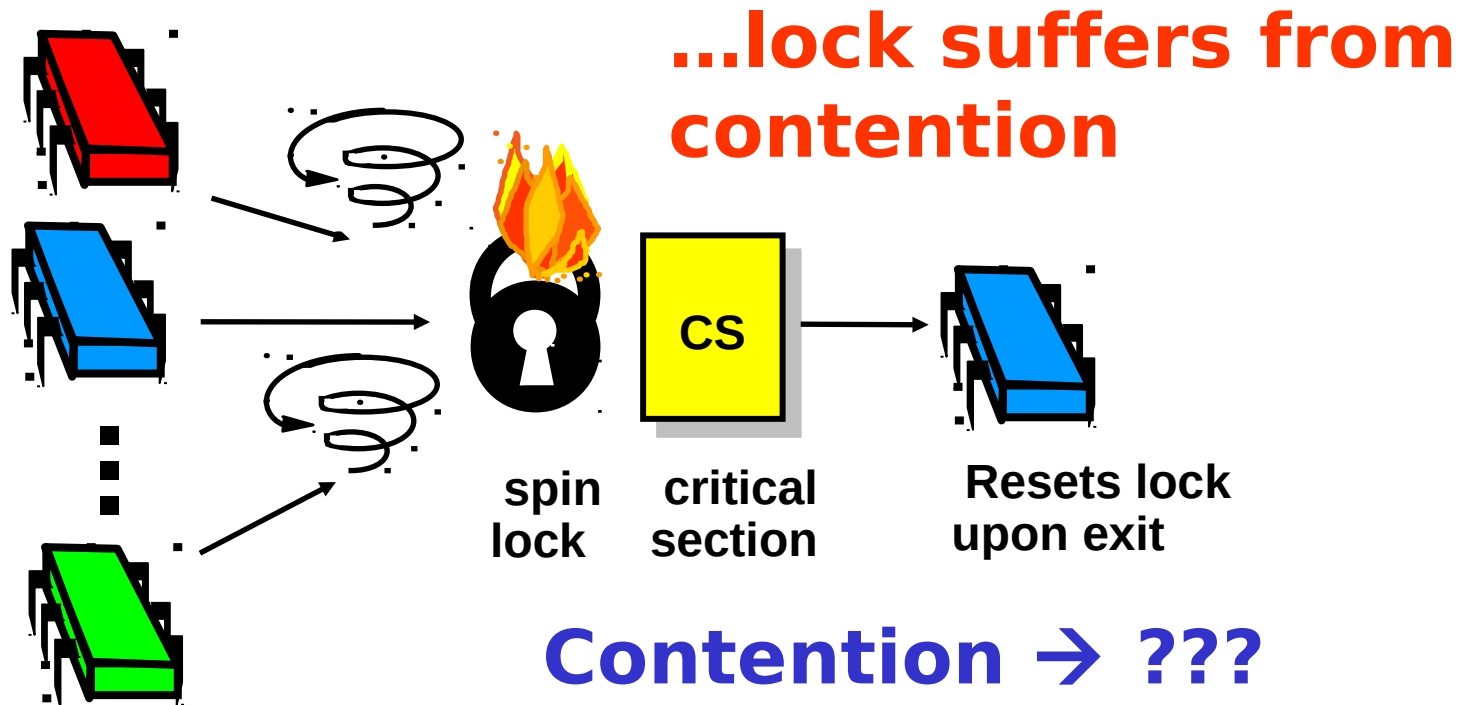 …lock suffers from
contention
CS
spin
lock
critical
section
Resets lock
upon exit
Contention → ???